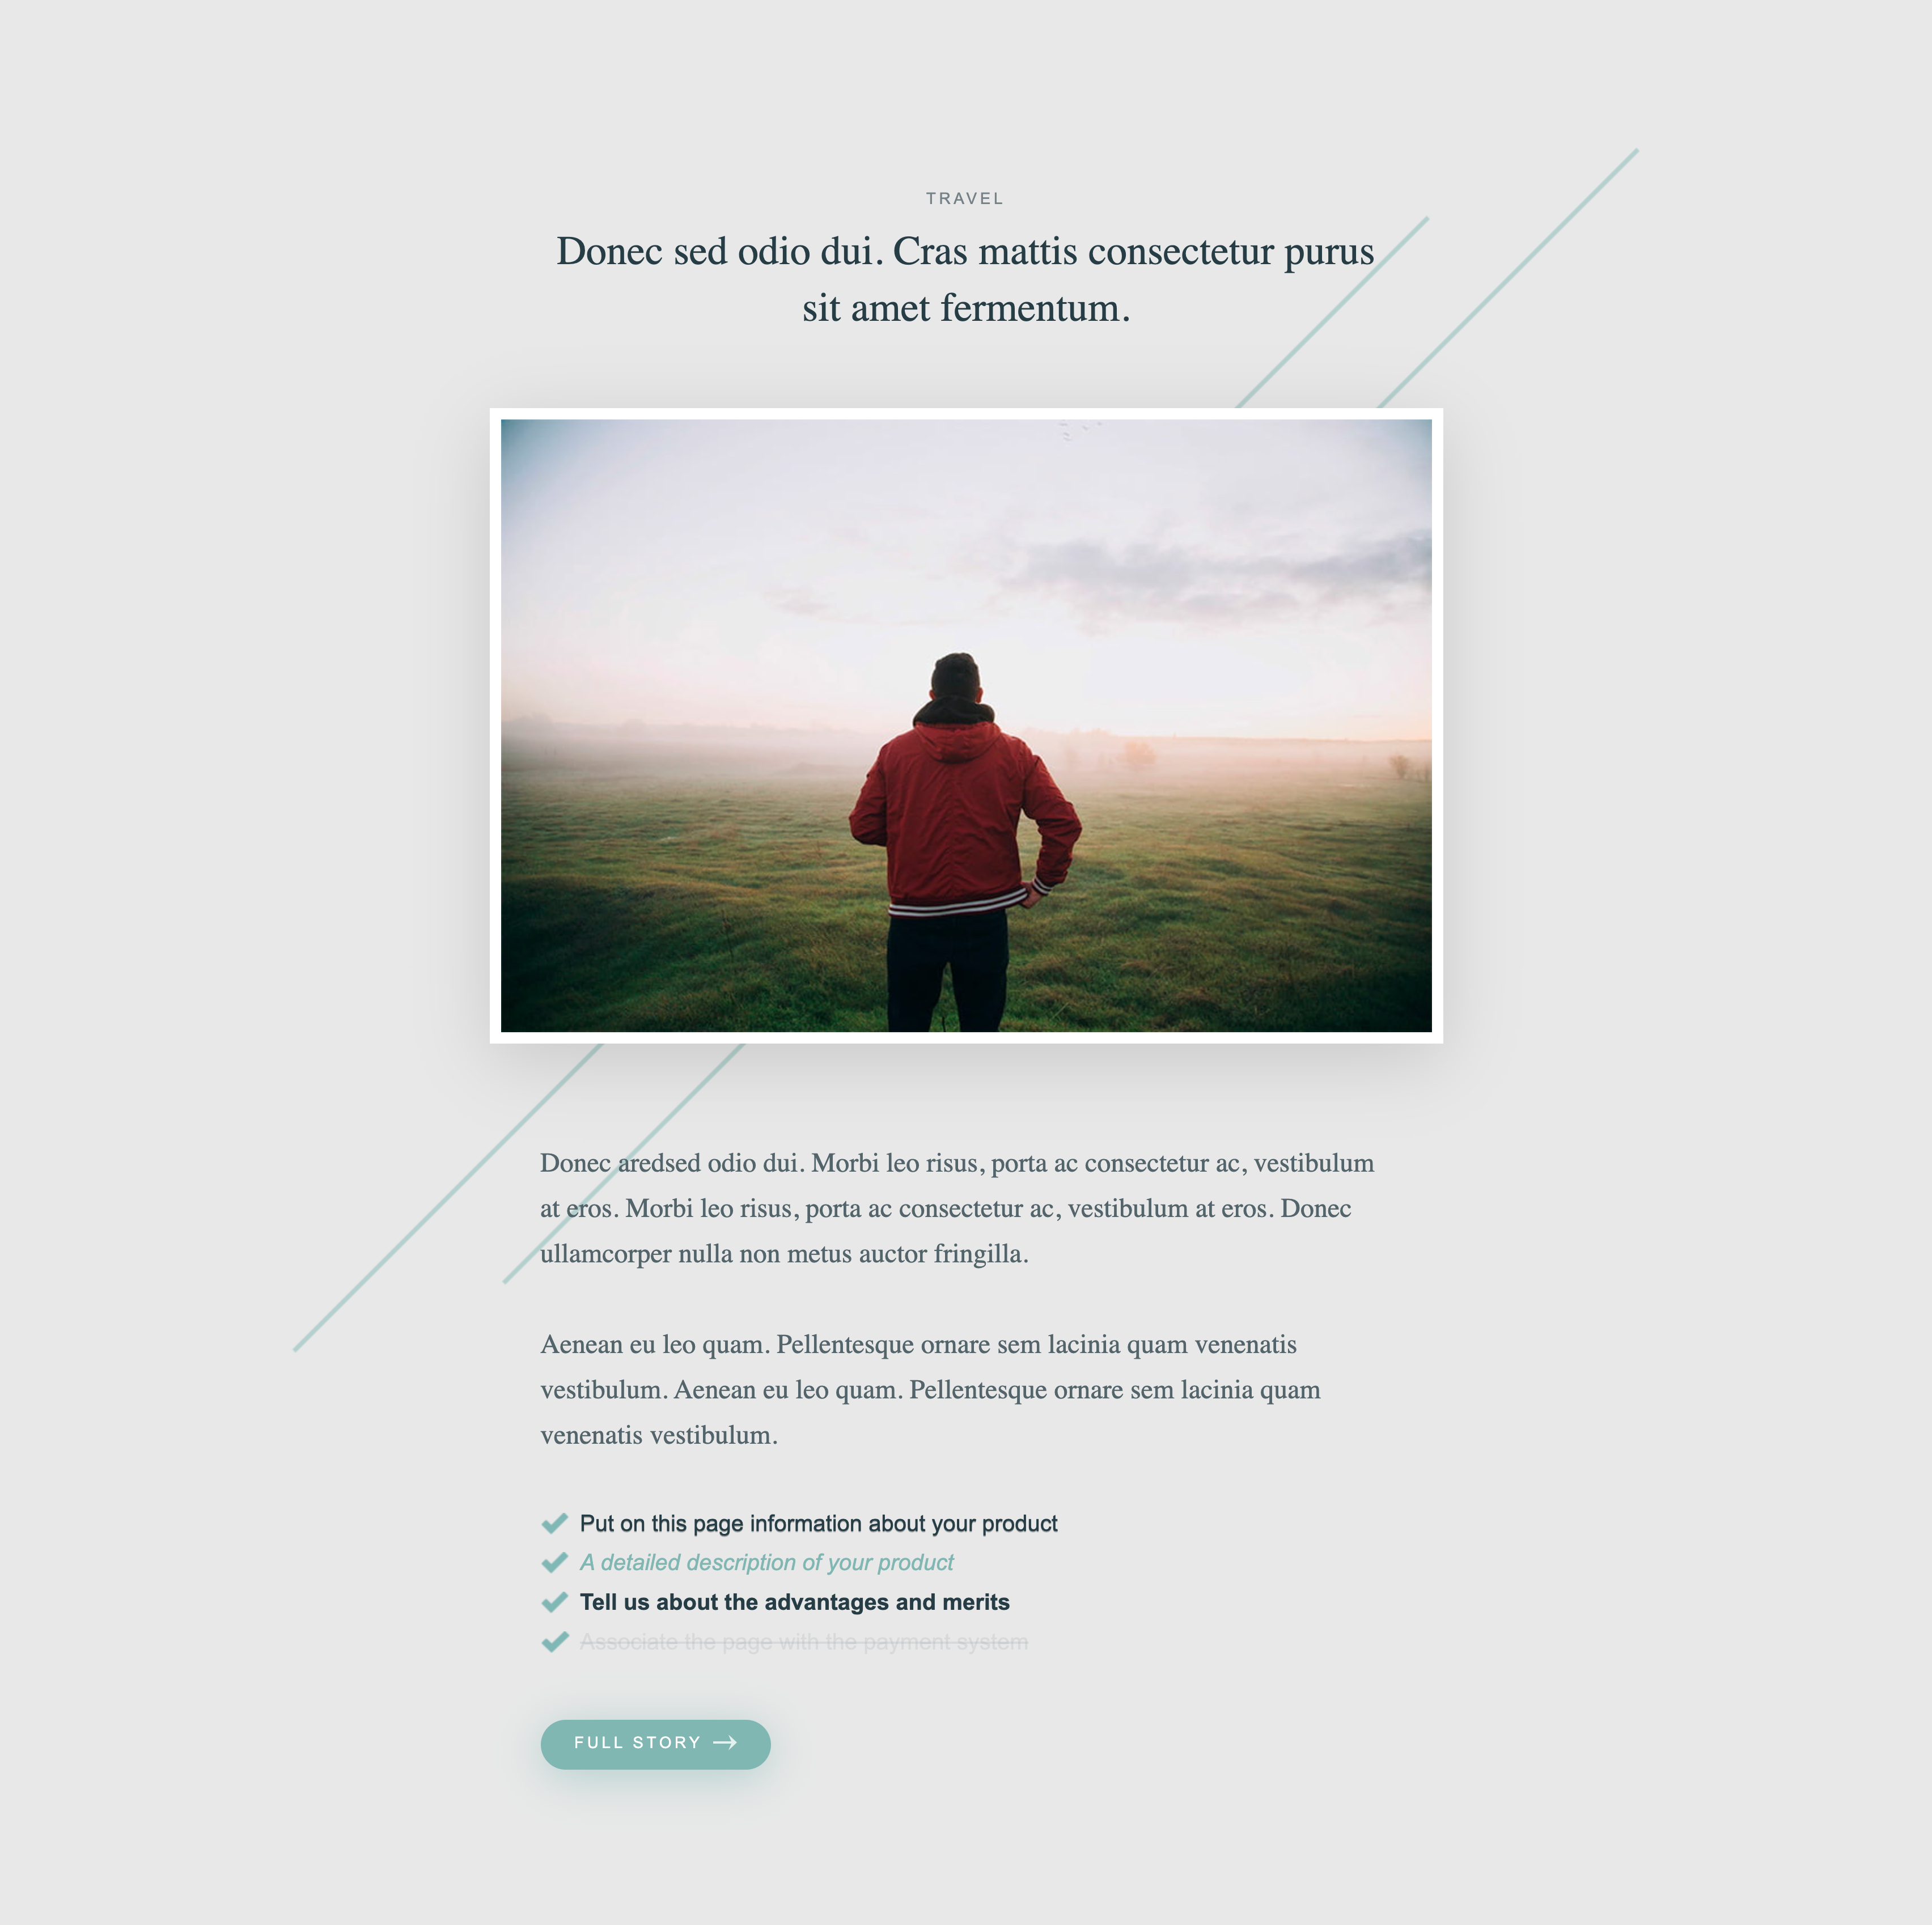 TRAVEL
Donec sed odio dui. Cras mattis consectetur purus
sit amet fermentum.
Donec aredsed odio dui. Morbi leo risus, porta ac consectetur ac, vestibulum
at eros. Morbi leo risus, porta ac consectetur ac, vestibulum at eros. Donec
ullamcorper nulla non metus auctor fringilla.
Aenean eu leo quam. Pellentesque ornare sem lacinia quam venenatis
vestibulum. Aenean eu leo quam. Pellentesque ornare sem lacinia quam
venenatis vestibulum.
Put on this page information about your product
A detailed description of your product
Tell us about the advantages and merits
Associate the page with the payment system
FULL STORY